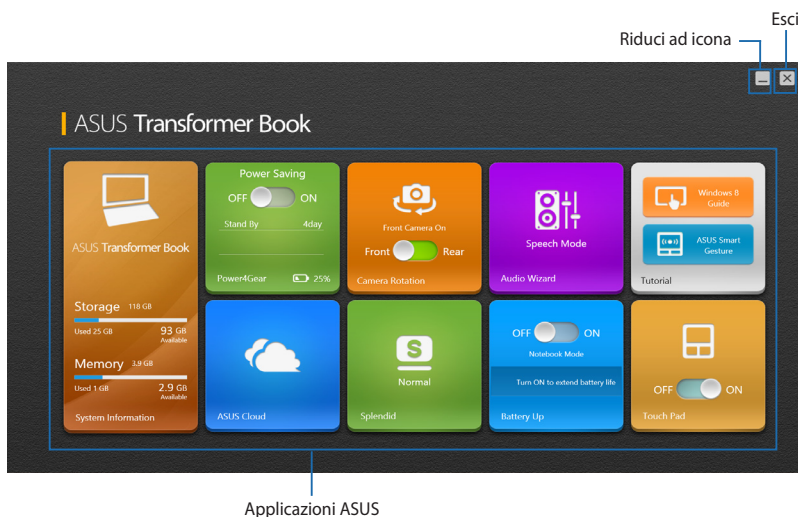 Esci
Riduci ad icona
ASUS Transformer Book
ASUS Transformer Book
Storage 118 GB
Used 25 GB 93 GB
Available
Memory 3.9 GB
Used 1 GB 2.9 GB
Available
System Information
Power Saving
OFF ON
Stand By 4day
Power4Gear 25%
Front Camera On
Front Rear
Camera Rotation
Speech Mode
Audio Wizard
Windows 8
Guide
ASUS Smart
Gesture
Tutorial
ASUS Cloud
S
Normal
Splendid
OFF ON
Notebook Mode
Turn ON to extend battery life
Battery Up
OFF ON
Touch Pad
Applicazioni ASUS